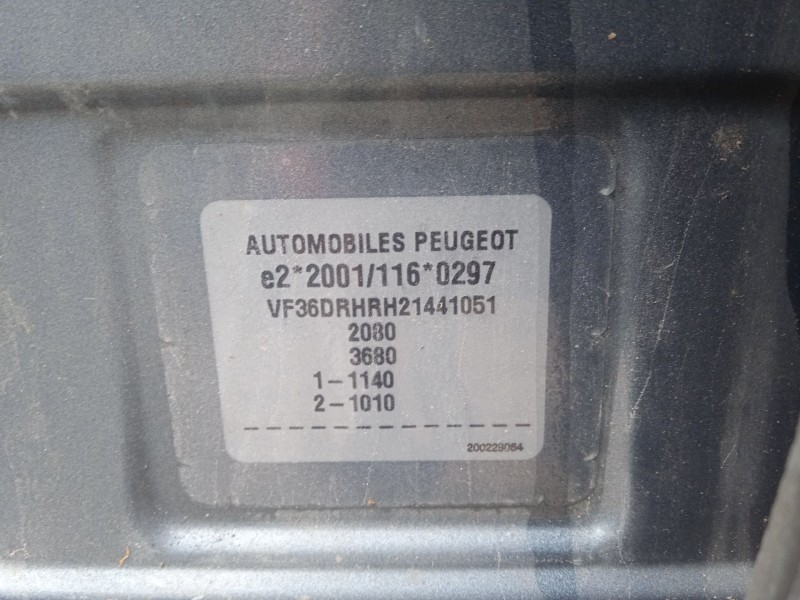 AUTOMOBILES PEUGEOT
e2*2001/116*0297
VF36DRHRH21441051
2080
3680
1-1140
2-1010
200229064